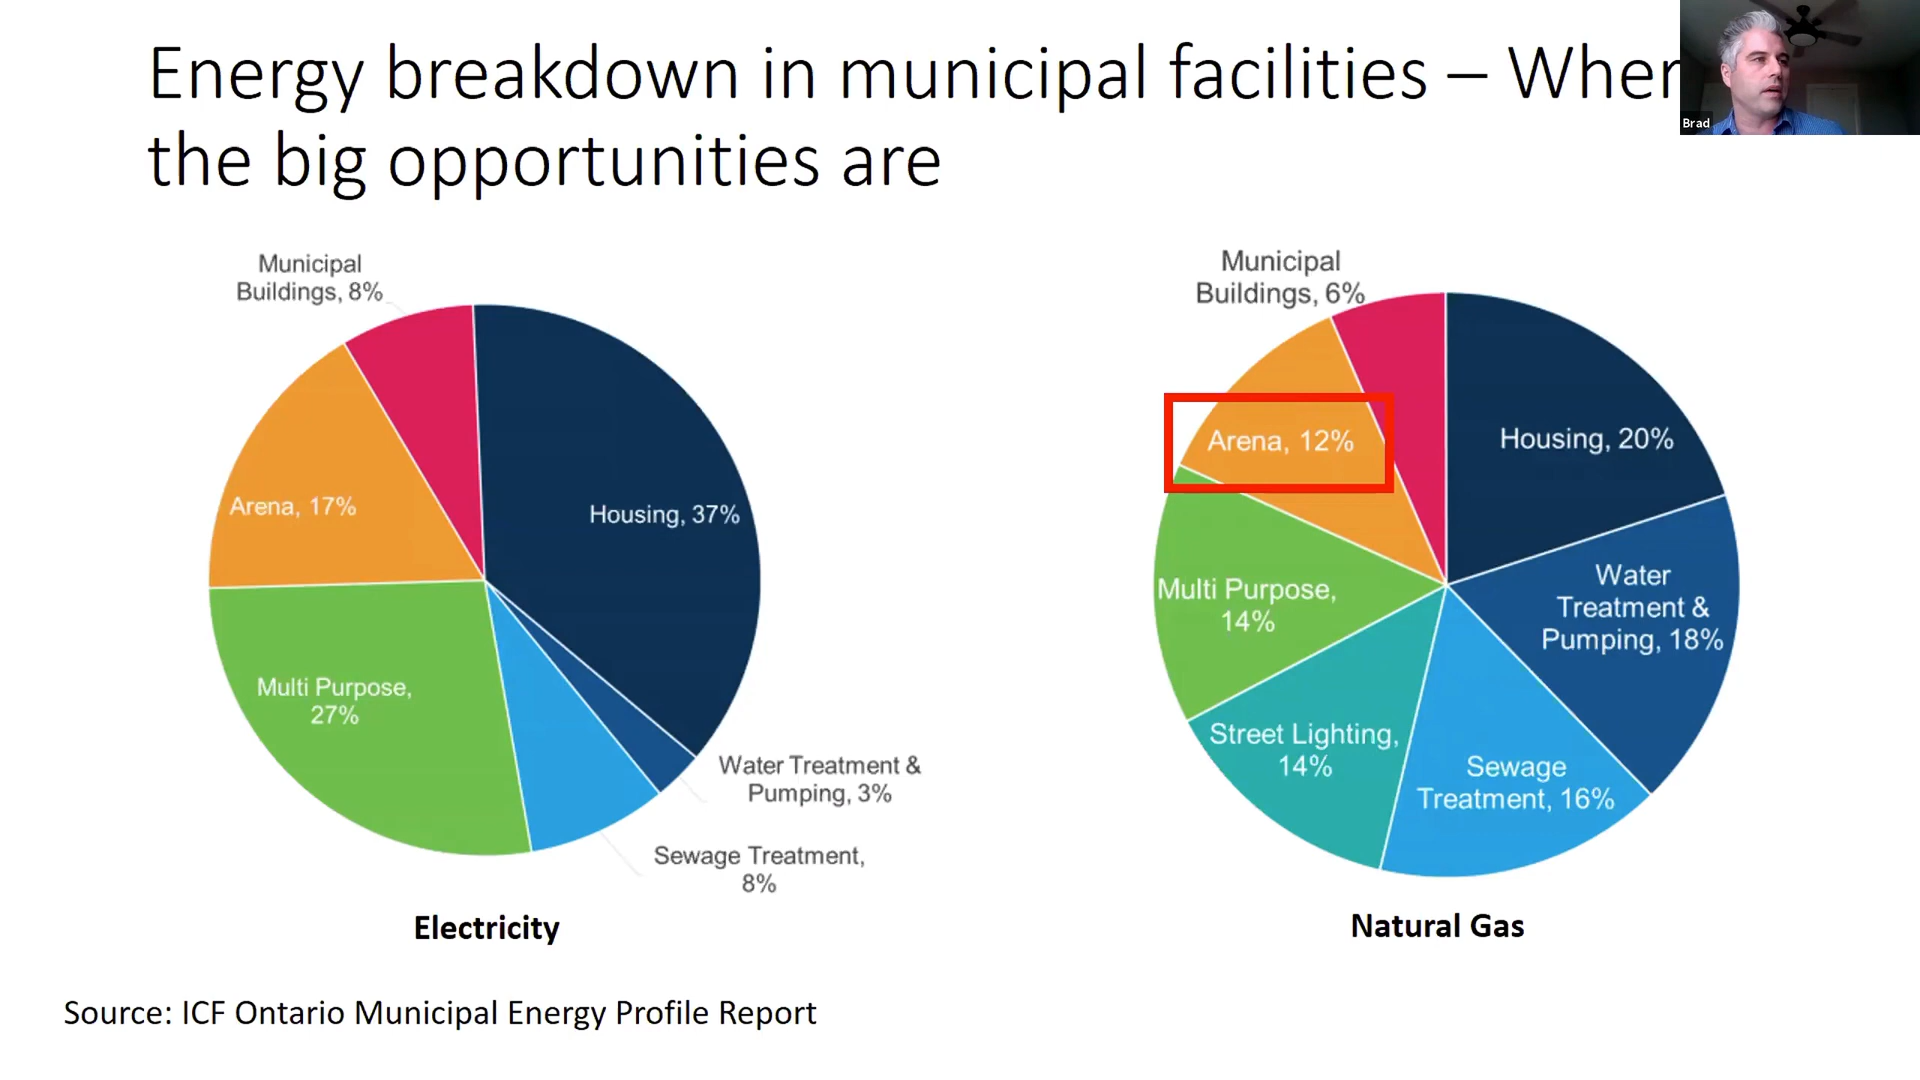 Energy breakdown in municipal facilities – Wher
the big opportunities are
Brad
Municipal
Buildings, 8%
Arena, 17%
Housing, 37%
Multi Purpose,
27%
Water Treatment &
Pumping, 3%
Sewage Treatment,
8%
Electricity
Municipal
Buildings, 6%
Arena, 12%
Housing, 20%
Water
Treatment &
Pumping, 18%
Multi Purpose,
14%
Street Lighting,
14%
Sewage
Treatment, 16%
Natural Gas
Source: ICF Ontario Municipal Energy Profile Report